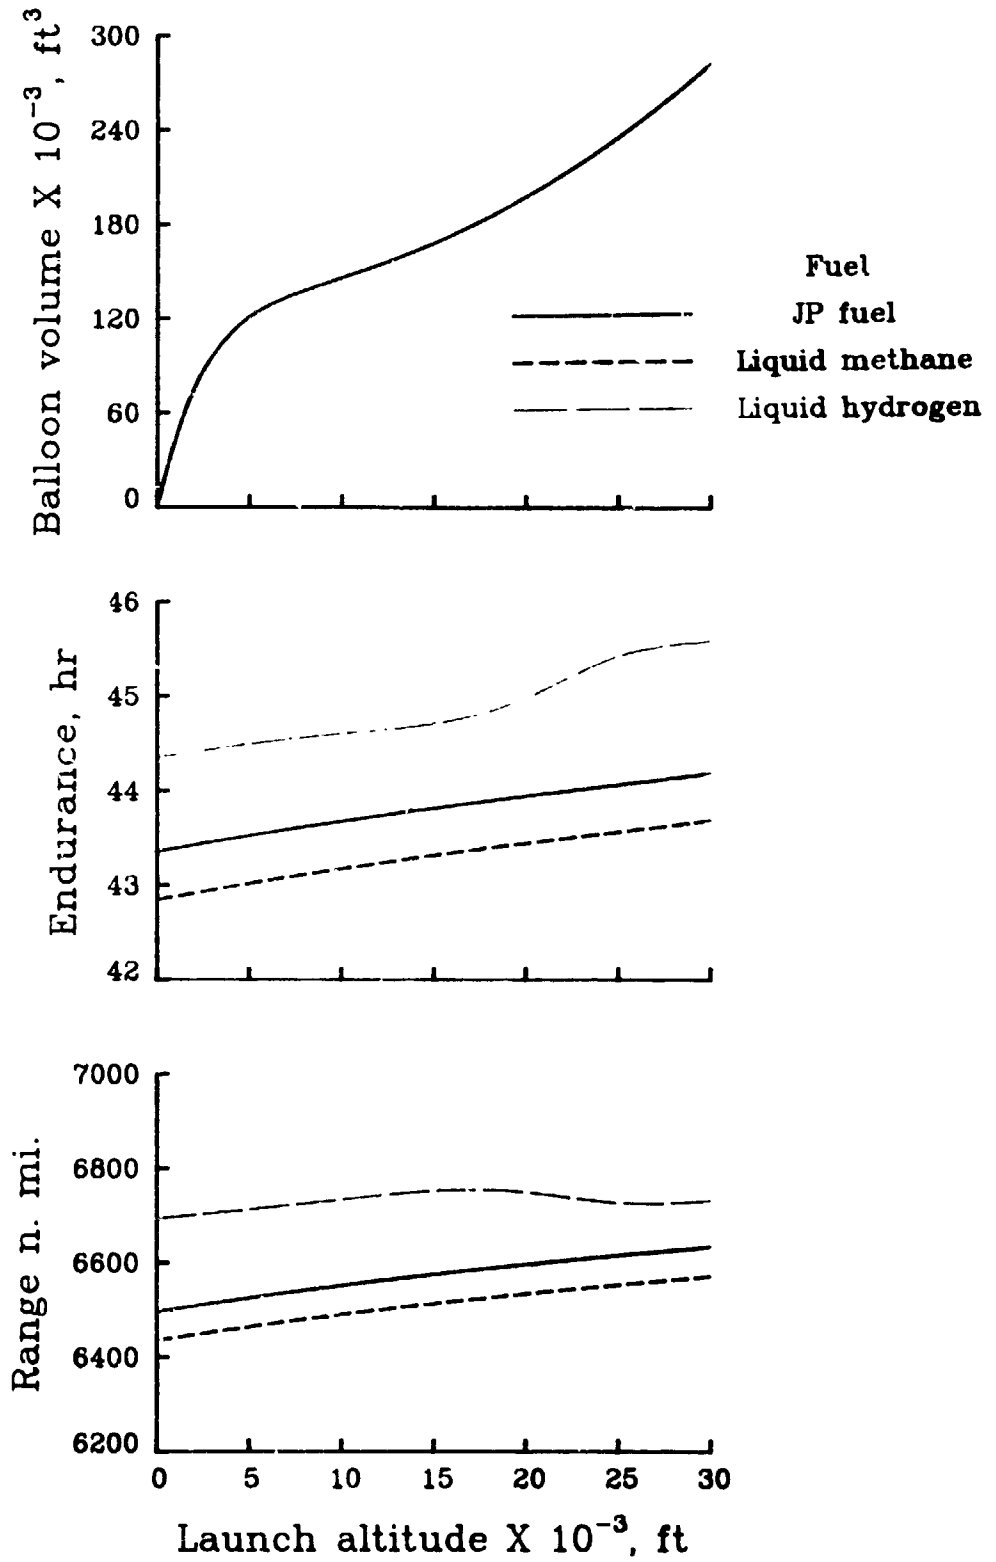 Balloon volume X 10⁻³, ft³
300
240
180
120
60
0
Fuel
JP fuel
Liquid methane
Liquid hydrogen
Endurance, hr
46
45
44
43
42
Range n. mi.
7000
6800
6600
6400
6200
0 5 10 15 20 25 30
Launch altitude X 10⁻³, ft